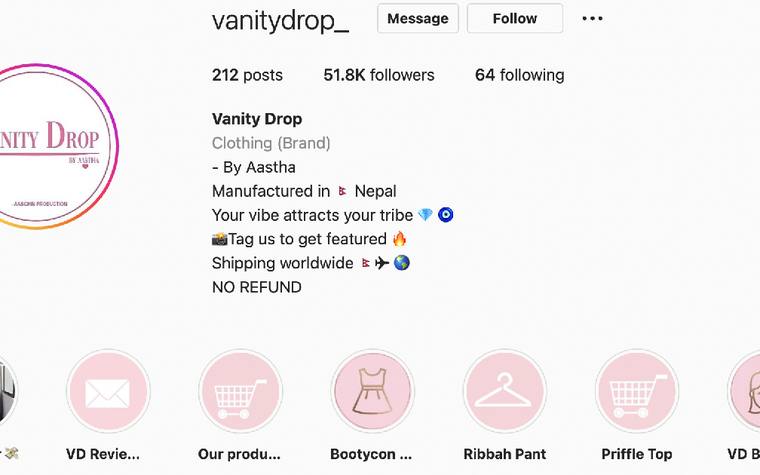 vanitydrop_ Message Follow
212 posts 51.8K followers 64 following
Vanity Drop
Clothing (Brand)
- By Aastha
Manufactured in 🇳🇵 Nepal
Your vibe attracts your tribe 💎 🧿
📸Tag us to get featured 🔥
Shipping worldwide 🇳🇵✈🌎
NO REFUND
NITY DROP
BY AASTHA
VD Revie... Our produ... Bootycon ... Ribbah Pant Priffle Top VD B